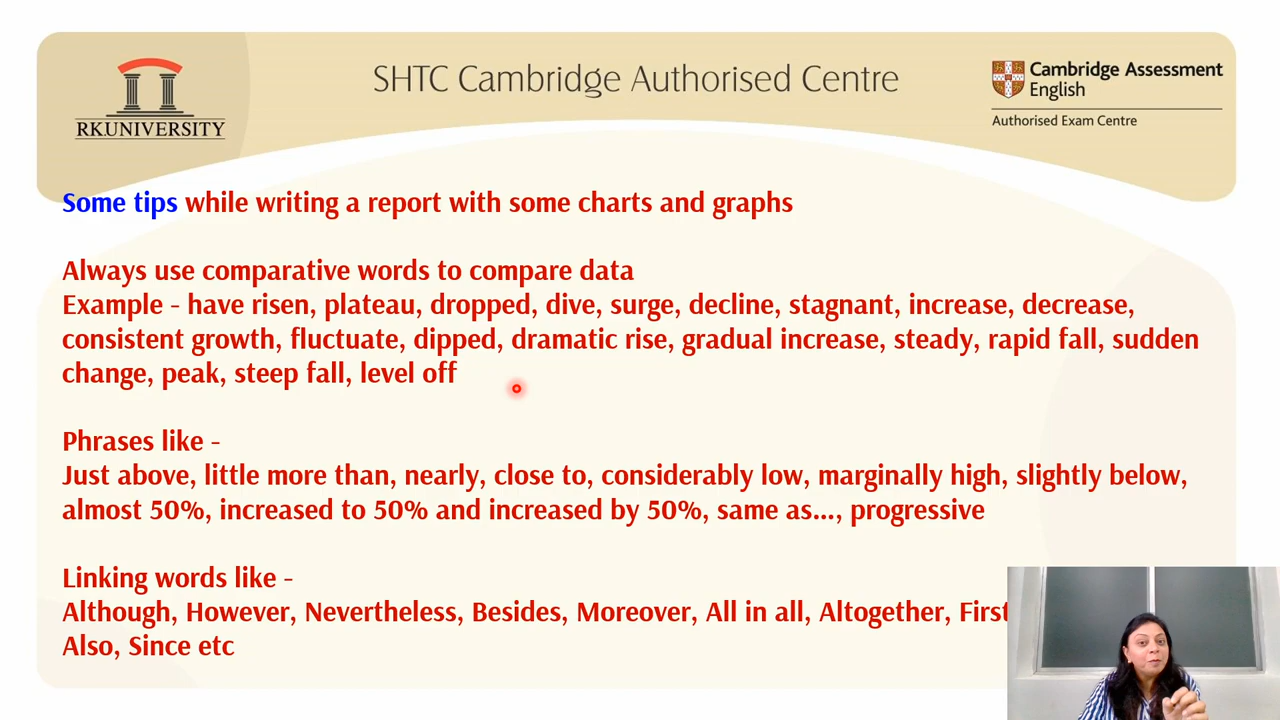 SHTC Cambridge Authorised Centre
RKUNIVERSITY
Cambridge Assessment
English
Authorised Exam Centre
Some tips while writing a report with some charts and graphs
Always use comparative words to compare data
Example - have risen, plateau, dropped, dive, surge, decline, stagnant, increase, decrease,
consistent growth, fluctuate, dipped, dramatic rise, gradual increase, steady, rapid fall, sudden
change, peak, steep fall, level off
Phrases like -
Just above, little more than, nearly, close to, considerably low, marginally high, slightly below,
almost 50%, increased to 50% and increased by 50%, same as..., progressive
Linking words like -
Although, However, Nevertheless, Besides, Moreover, All in all, Altogether, First
Also, Since etc